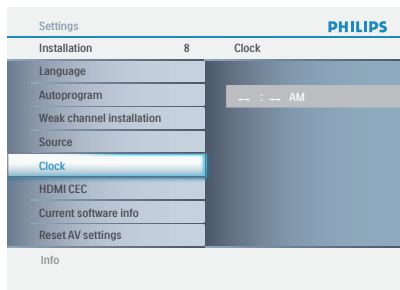 Settings
PHILIPS
Installation 8 Clock
Language
Autoprogram
-- : -- AM
Weak channel installation
Source
Clock
HDMI CEC
Current software info
Reset AV settings
Info